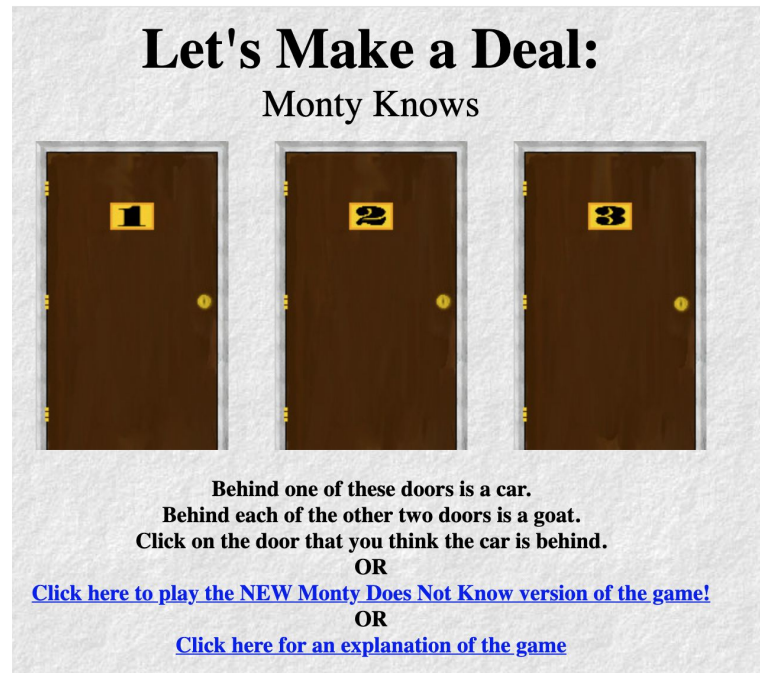 Let's Make a Deal:
Monty Knows
1 2 3
Behind one of these doors is a car.
Behind each of the other two doors is a goat.
Click on the door that you think the car is behind.
OR
Click here to play the NEW Monty Does Not Know version of the game!
OR
Click here for an explanation of the game